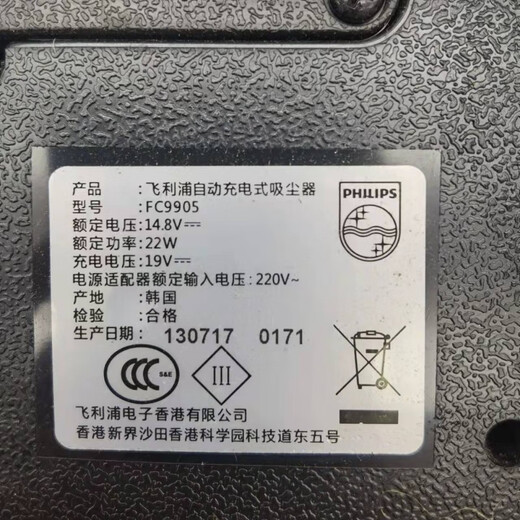 产品　:飞利浦自动充电式吸尘器
型号　:FC9905
额定电压:14.8V⎓
额定功率:22W
充电电压:19V⎓
电源适配器额定输入电压:220V~
产地　:韩国
检验　:合格
生产日期: 130717 0171
PHILIPS
CCC S&E
III
飞利浦电子香港有限公司
香港新界沙田香港科学园科技道东五号